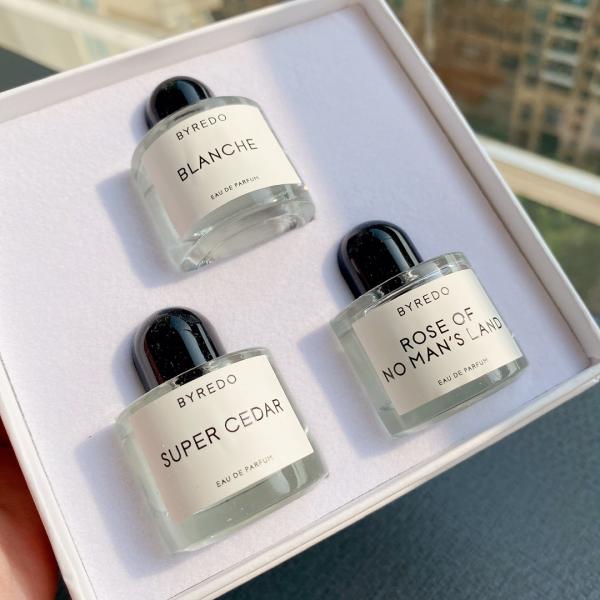 BYREDO
BLANCHE
EAU DE PARFUM
BYREDO
ROSE OF
NO MAN'S LAND
EAU DE PARFUM
BYREDO
SUPER CEDAR
EAU DE PARFUM